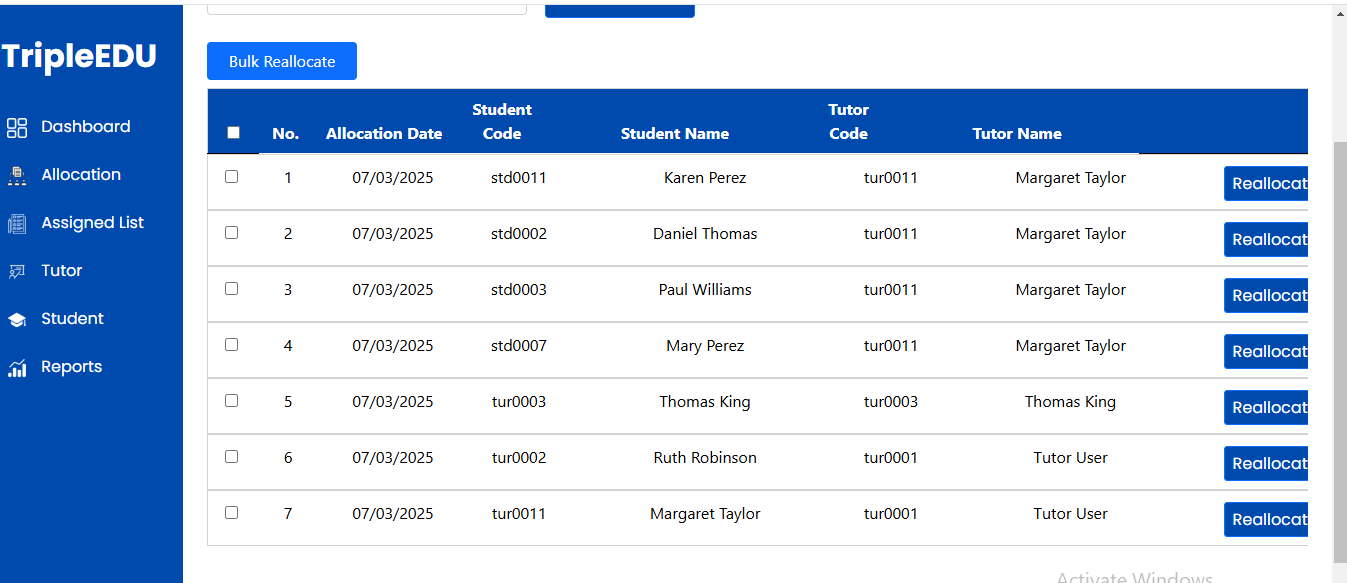 TripleEDU
Dashboard
Allocation
Assigned List
Tutor
Student
Reports
Bulk Reallocate
No. Allocation Date Student Code Student Name Tutor Code Tutor Name
1 07/03/2025 std0011 Karen Perez tur0011 Margaret Taylor Reallocat
2 07/03/2025 std0002 Daniel Thomas tur0011 Margaret Taylor Reallocat
3 07/03/2025 std0003 Paul Williams tur0011 Margaret Taylor Reallocat
4 07/03/2025 std0007 Mary Perez tur0011 Margaret Taylor Reallocat
5 07/03/2025 tur0003 Thomas King tur0003 Thomas King Reallocat
6 07/03/2025 tur0002 Ruth Robinson tur0001 Tutor User Reallocat
7 07/03/2025 tur0011 Margaret Taylor tur0001 Tutor User Reallocat
Activate Windows